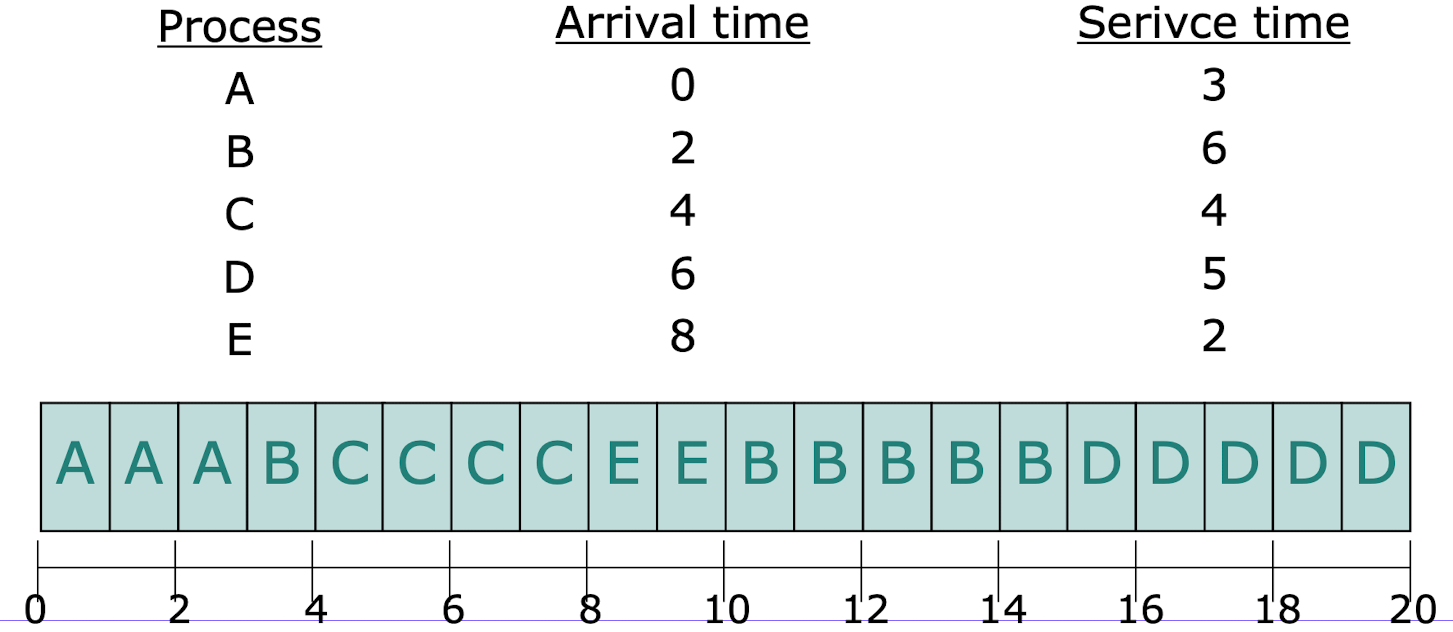 Process Arrival time Serivce time
A 0 3
B 2 6
C 4 4
D 6 5
E 8 2
A A A B C C C C E E B B B B B D D D D D
0 2 4 6 8 10 12 14 16 18 20